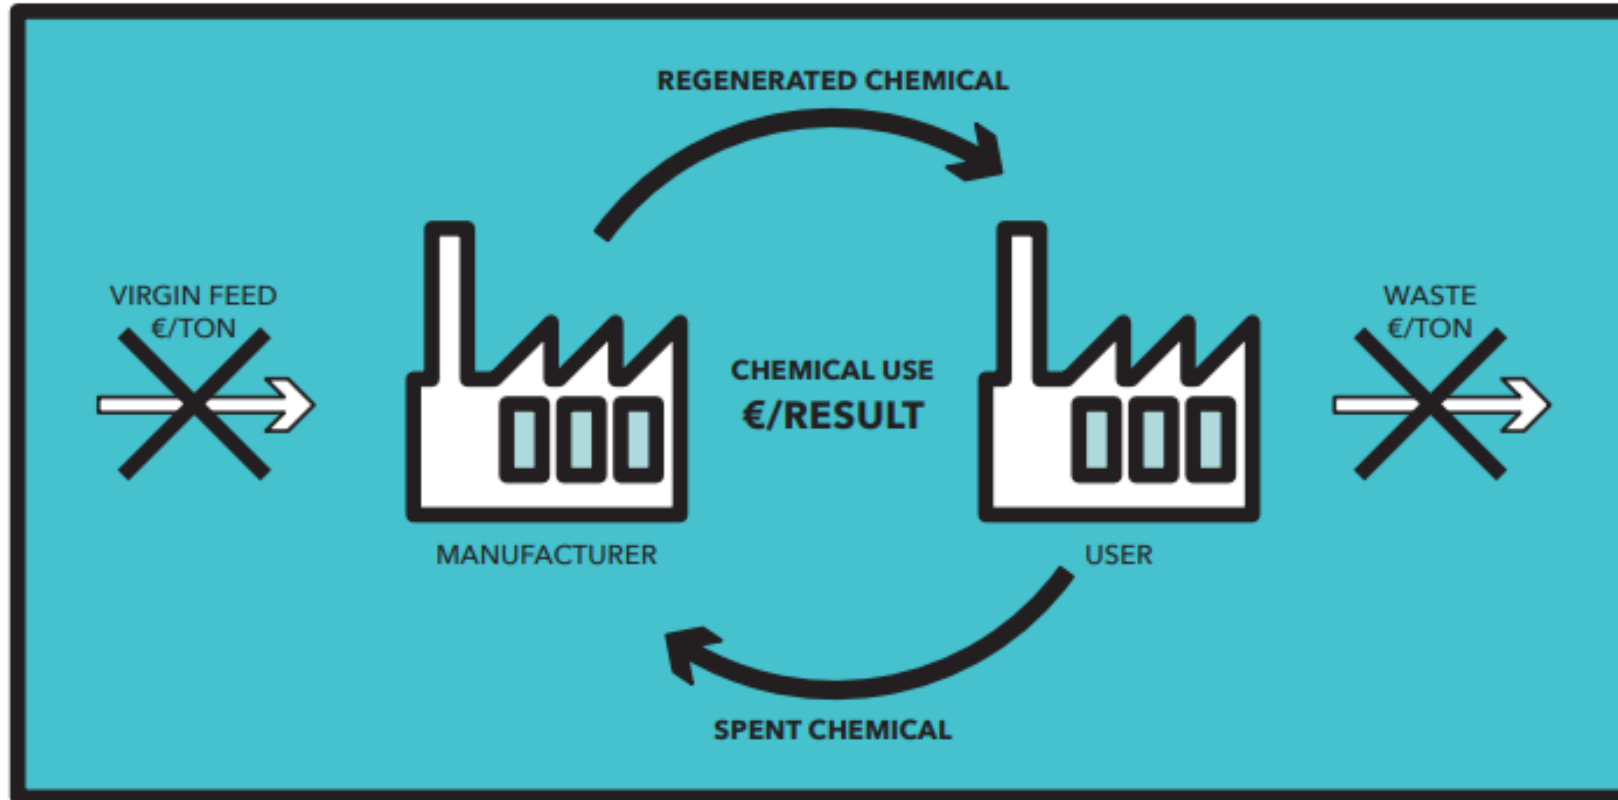 REGENERATED CHEMICAL
VIRGIN FEED
€/TON
WASTE
€/TON
CHEMICAL USE
€/RESULT
MANUFACTURER
USER
SPENT CHEMICAL